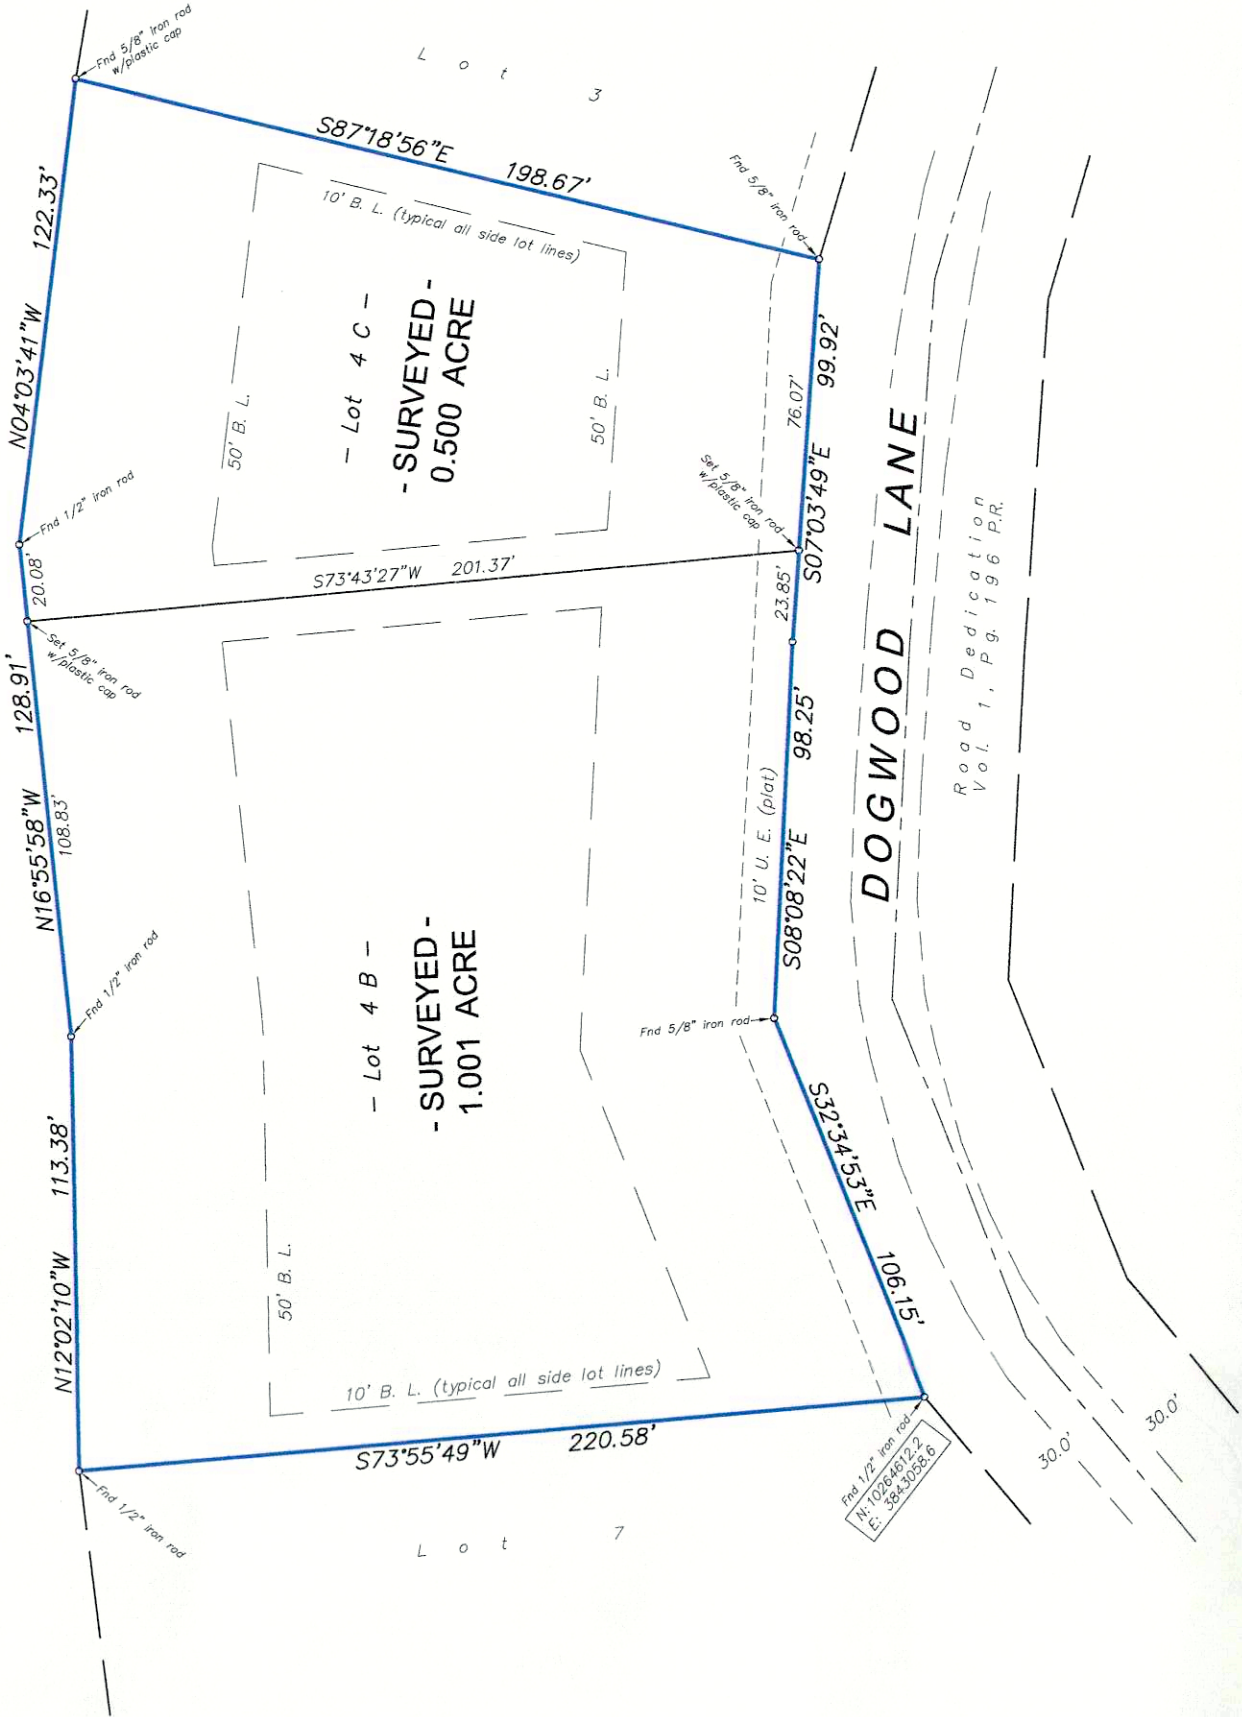 Fnd 5/8" iron rod
w/plastic cap
L o t 3
S87°18'56"E 198.67'
122.33'
N04°03'41"W
10' B. L. (typical all side lot lines)
Fnd 5/8" iron rod
50' B. L.
- Lot 4 C -
- SURVEYED -
0.500 ACRE
50' B. L.
76.07'
99.92'
S07°03'49"E
Set 5/8" iron rod
w/plastic cap
Fnd 1/2" iron rod
20.08'
S73°43'27"W 201.37'
23.85'
Set 5/8" iron rod
w/plastic cap
128.91'
N16°55'58"W
108.83'
98.25'
S08°08'22"E
10' U. E. (plat)
DOGWOOD LANE
Road Dedication
Vol. 1, Pg. 196 P.R.
Fnd 1/2" iron rod
- Lot 4 B -
- SURVEYED -
1.001 ACRE
Fnd 5/8" iron rod
113.38'
N12°02'10"W
S32°34'53"E
106.15'
50' B. L.
10' B. L. (typical all side lot lines)
S73°55'49"W 220.58'
Fnd 1/2" iron rod
Fnd 1/2" iron rod
N: 10264612.2
E: 3843058.6
30.0'
30.0'
L o t 7